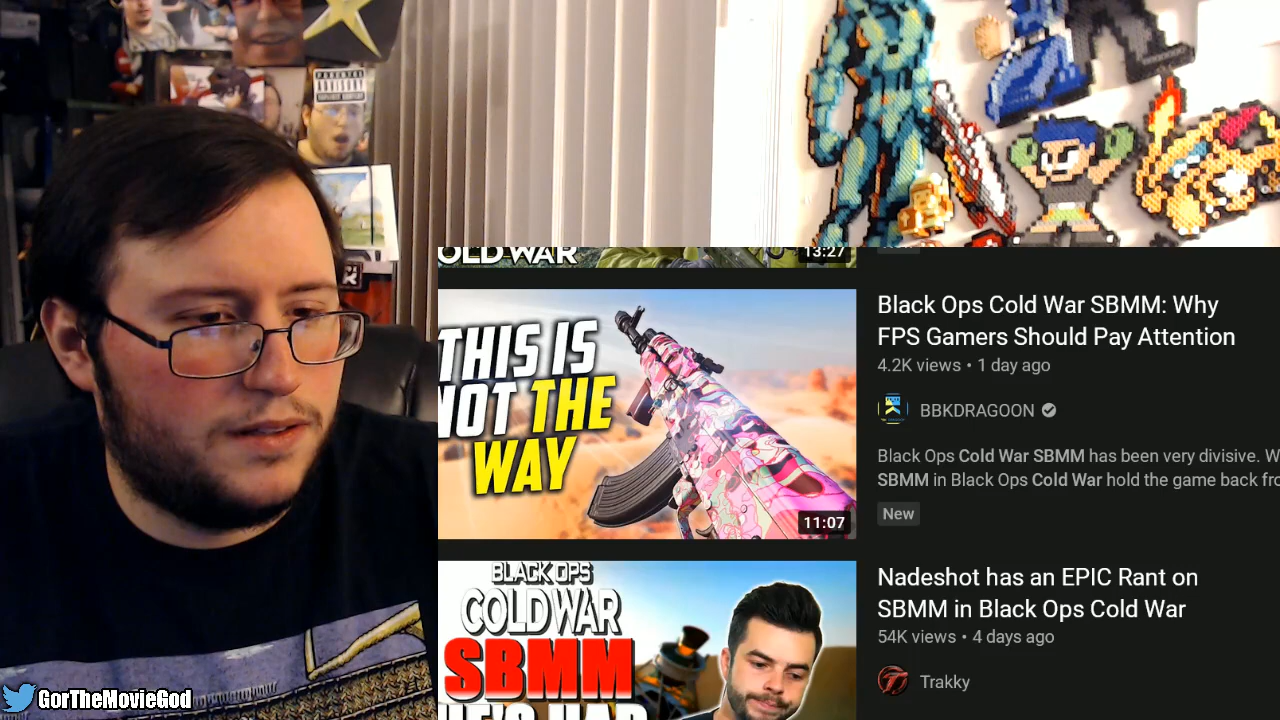 PARENTAL
ADVISORY
OLD WAR
13:27
THIS IS
NOT THE
WAY
11:07
Black Ops Cold War SBMM: Why
FPS Gamers Should Pay Attention
4.2K views • 1 day ago
BBKDRAGOON
Black Ops Cold War SBMM has been very divisive. W
SBMM in Black Ops Cold War hold the game back fro
New
BLACK OPS
COLD WAR
SBMM
HE'S HAD
Nadeshot has an EPIC Rant on
SBMM in Black Ops Cold War
54K views • 4 days ago
Trakky
GorTheMovieGod